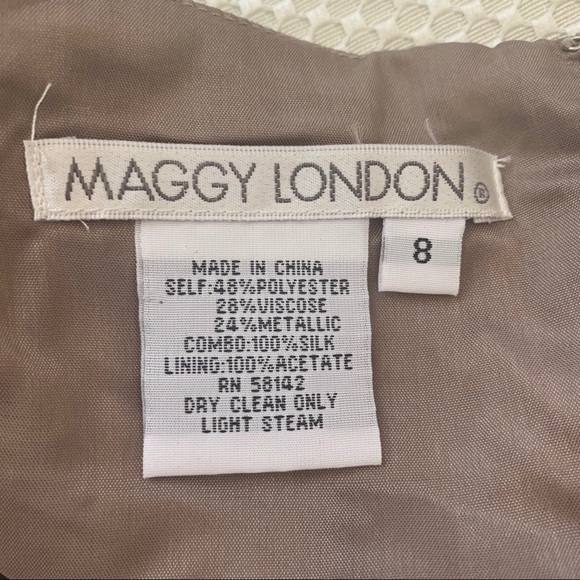 MAGGY LONDON®
8
MADE IN CHINA
SELF:48%POLYESTER
28%VISCOSE
24%METALLIC
COMBO:100%SILK
LINING:100%ACETATE
RN 58142
DRY CLEAN ONLY
LIGHT STEAM